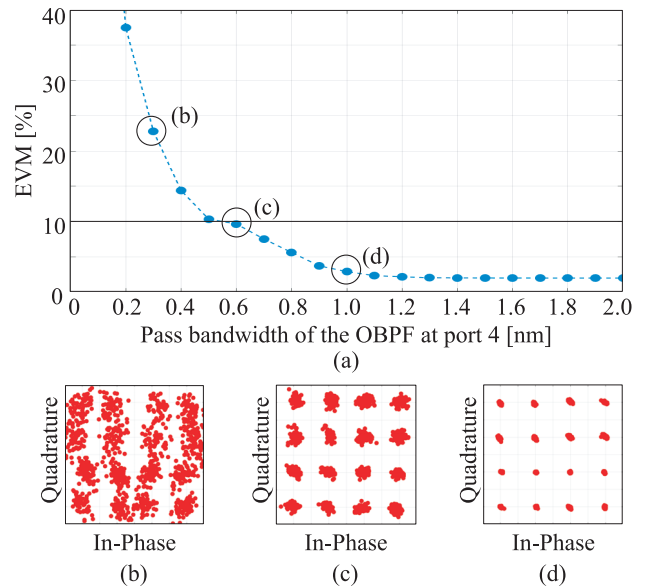 40
30
20
10
0
EVM [%]
(b)
(c)
(d)
0 0.2 0.4 0.6 0.8 1.0 1.2 1.4 1.6 1.8 2.0
Pass bandwidth of the OBPF at port 4 [nm]
(a)
Quadrature
In-Phase
(b)
Quadrature
In-Phase
(c)
Quadrature
In-Phase
(d)